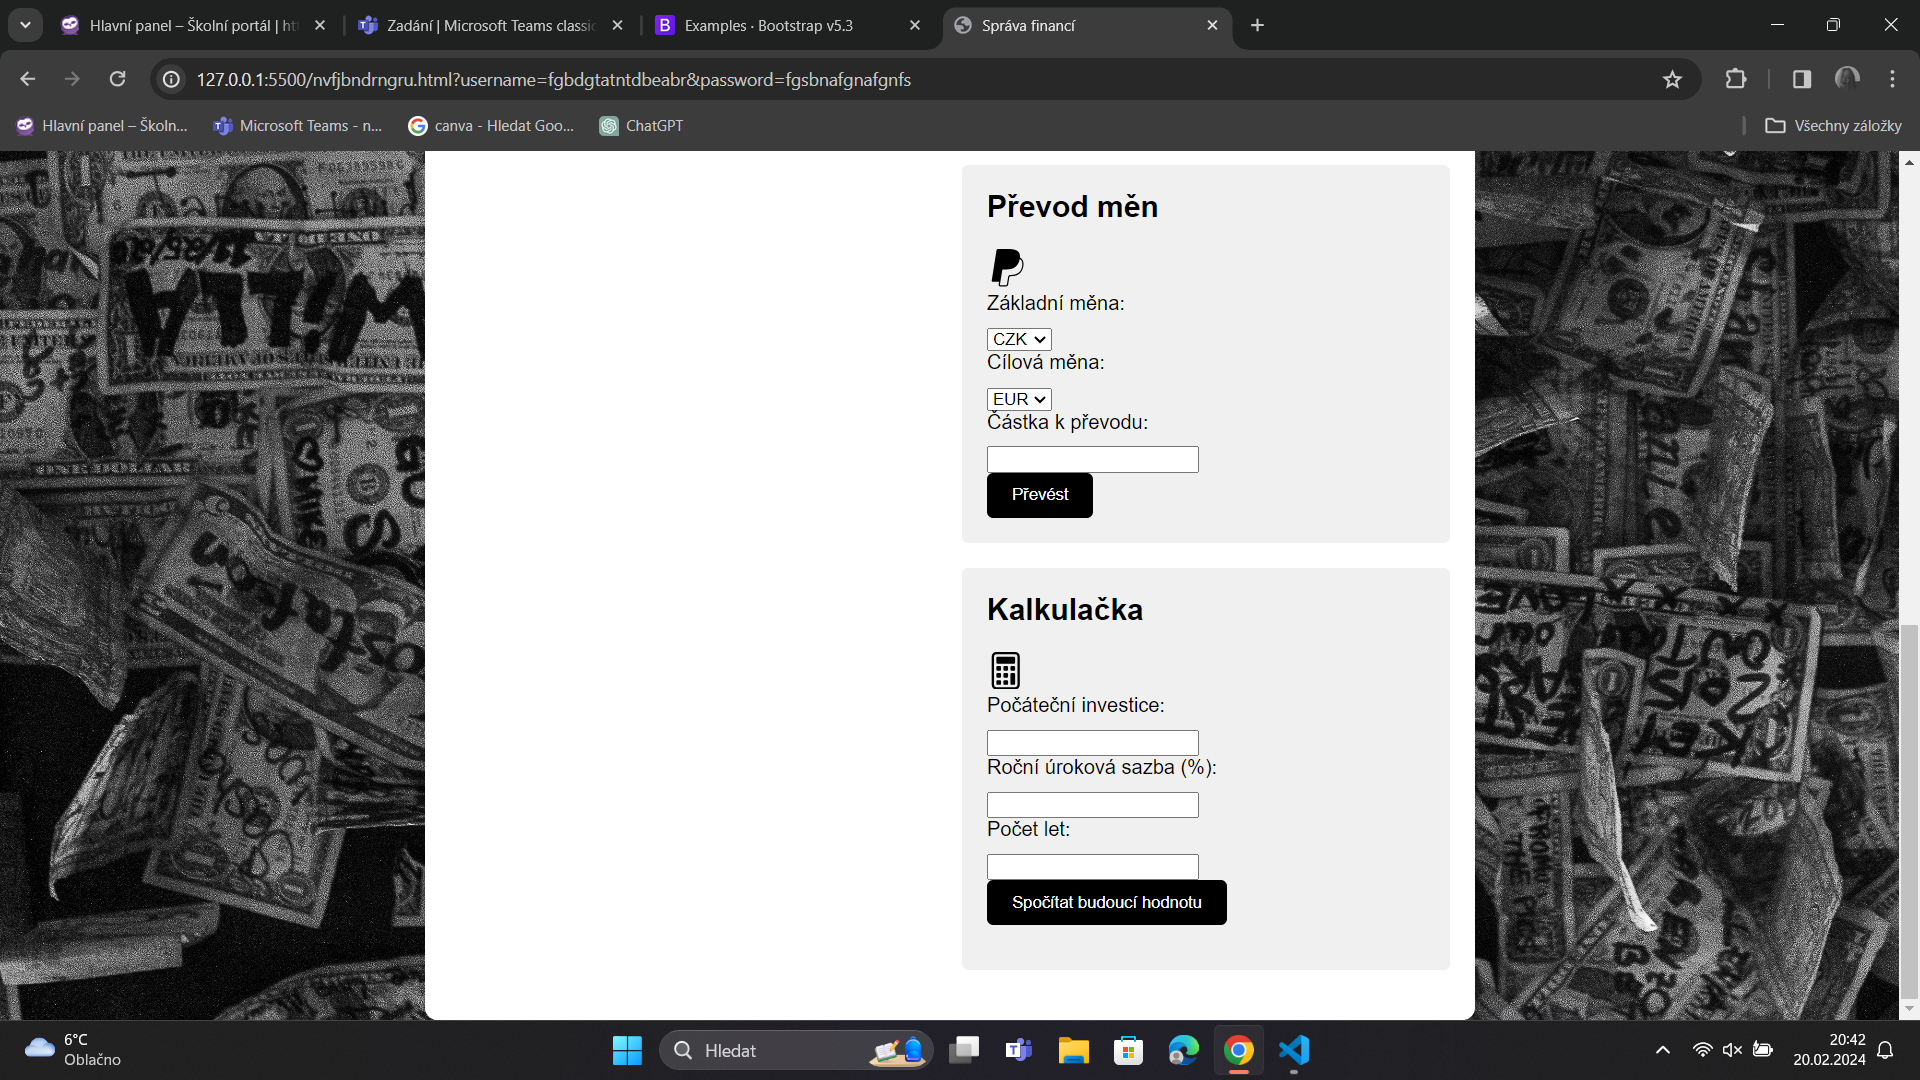 Hlavní panel – Školní portál | ht
Zadání | Microsoft Teams classic
B Examples · Bootstrap v5.3
Správa financí
127.0.0.1:5500/nvfjbndrngru.html?username=fgbdgtatntdbeabr&password=fgsbnafgnafgnfs
Hlavní panel – Školn...
Microsoft Teams - n...
canva - Hledat Goo...
ChatGPT
Všechny záložky
Převod měn
Základní měna:
CZK
Cílová měna:
EUR
Částka k převodu:
Převést
Kalkulačka
Počáteční investice:
Roční úroková sazba (%):
Počet let:
Spočítat budoucí hodnotu
6°C
Oblačno
Hledat
20:42
20.02.2024